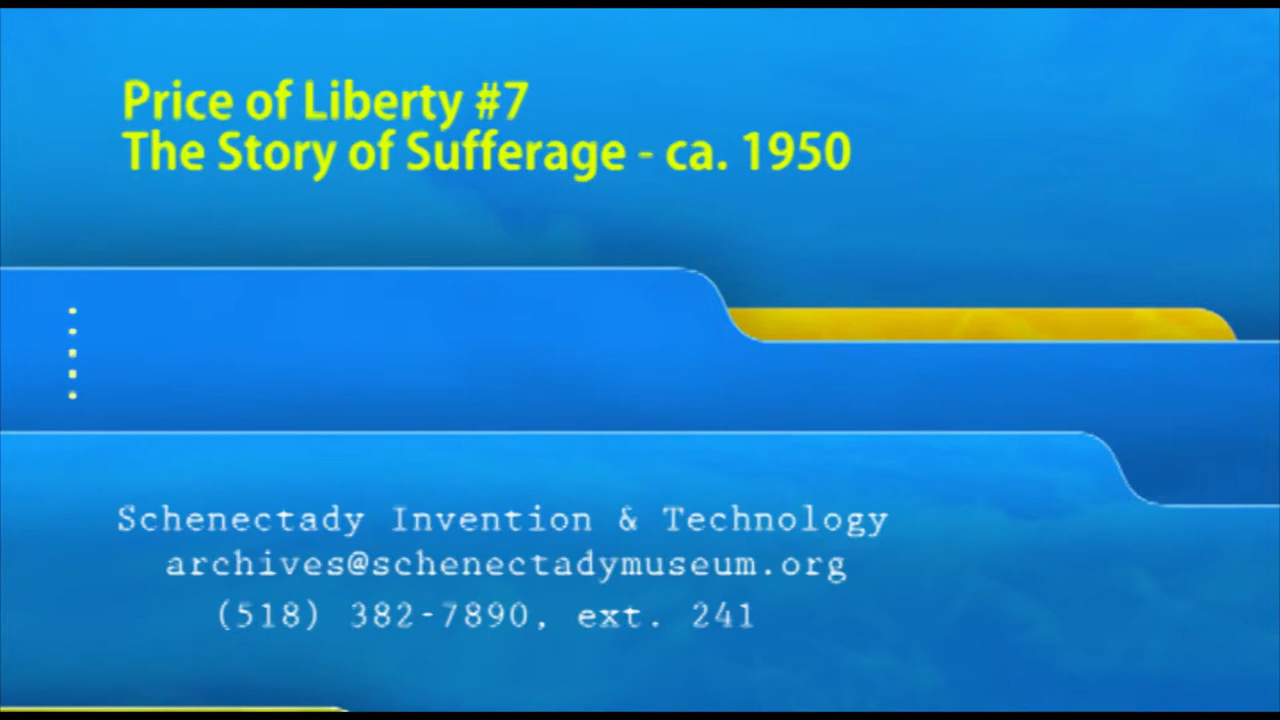 Price of Liberty #7
The Story of Sufferage - ca. 1950
Schenectady Invention & Technology
archives@schenectadymuseum.org
(518) 382-7890, ext. 241